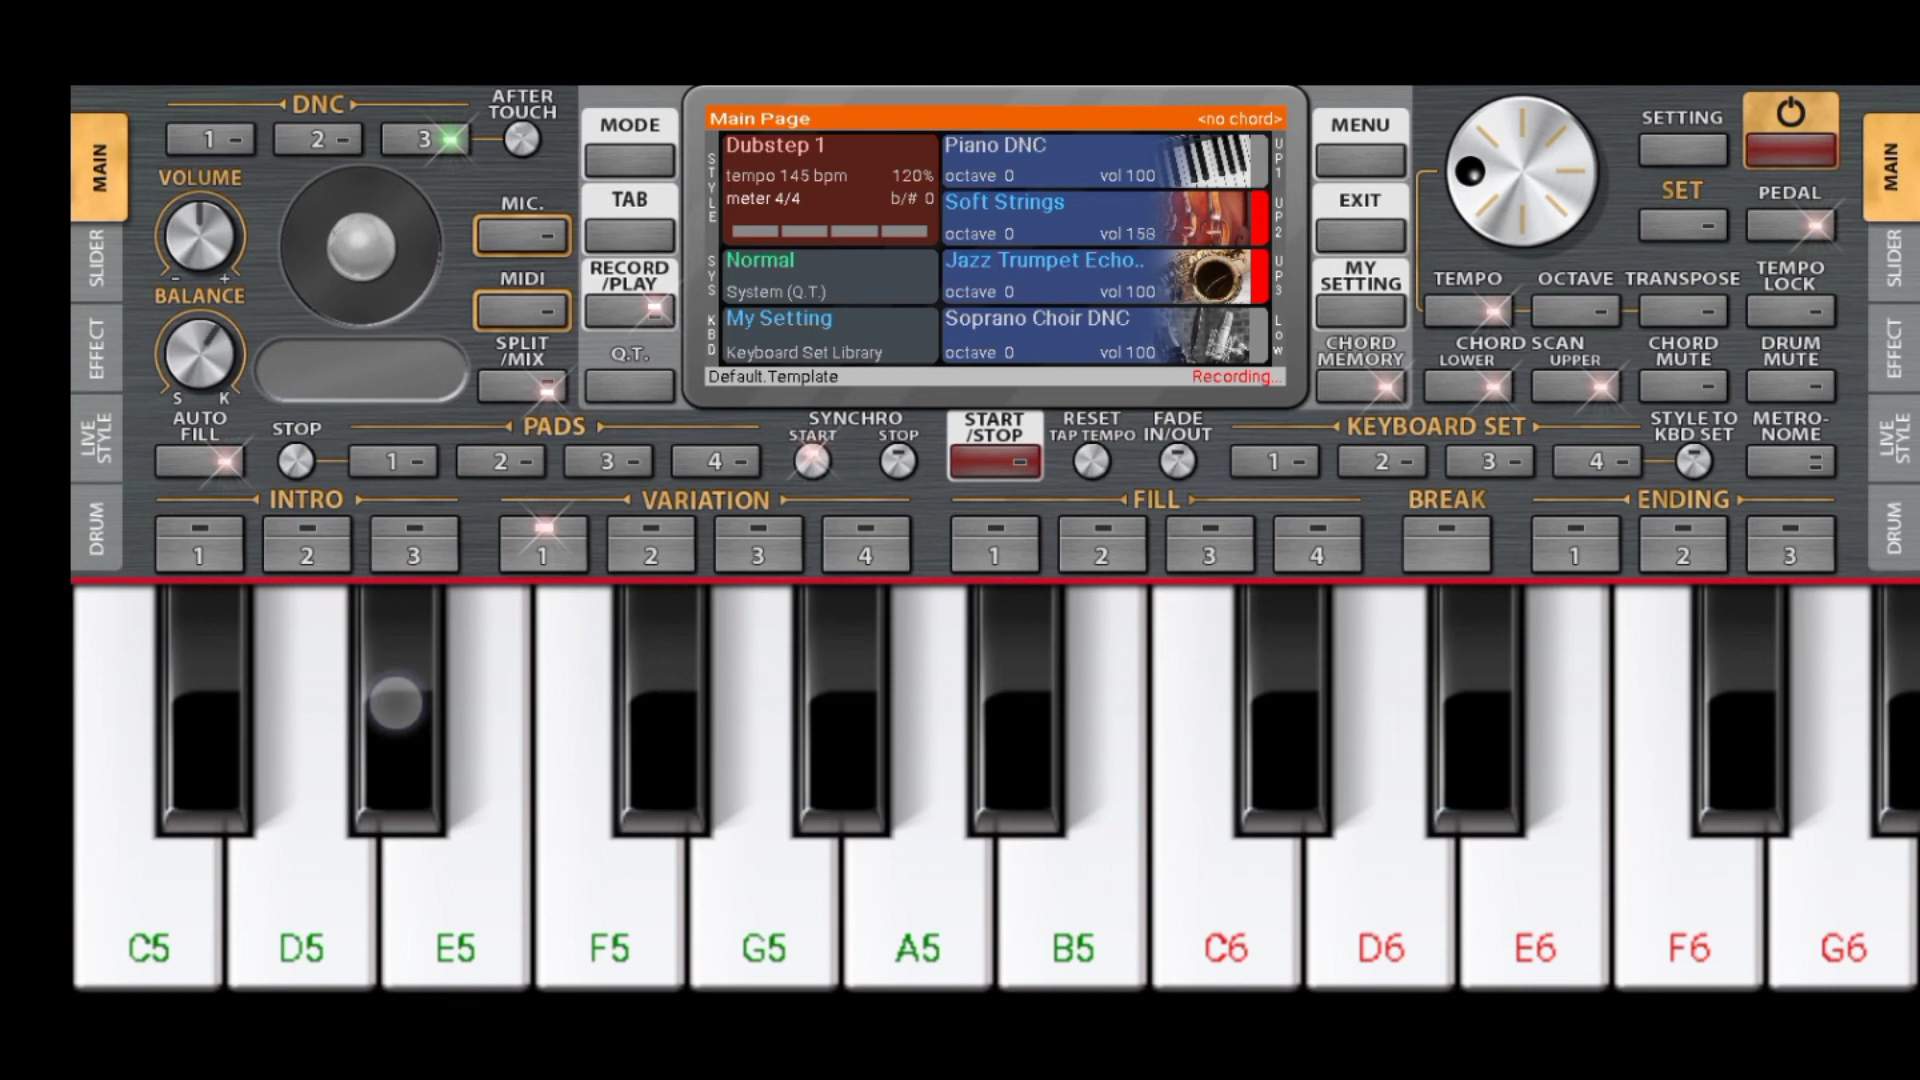 DNC
AFTER
TOUCH
1
2
3
VOLUME
- +
BALANCE
S K
MIC.
MIDI
SPLIT
/MIX
MODE
TAB
RECORD
/PLAY
Q.T.
MAIN
SLIDER
EFFECT
LIVE
STYLE
DRUM
Main Page <no chord>
STYLE
Dubstep 1
tempo 145 bpm 120%
meter 4/4 b/# 0
SYS
Normal
System (Q.T.)
KBD
My Setting
Keyboard Set Library
Piano DNC
octave 0 vol 100
UP1
Soft Strings
octave 0 vol 158
UP2
Jazz Trumpet Echo..
octave 0 vol 100
UP3
Soprano Choir DNC
octave 0 vol 100
Low
Default.Template Recording...
MENU
EXIT
MY
SETTING
CHORD
MEMORY
SETTING
SET
PEDAL
TEMPO
OCTAVE
TRANSPOSE
TEMPO
LOCK
CHORD SCAN
LOWER UPPER
CHORD
MUTE
DRUM
MUTE
MAIN
SLIDER
EFFECT
LIVE
STYLE
DRUM
AUTO
FILL
STOP
PADS
1 2 3 4
SYNCHRO
START STOP
START
/STOP
RESET
TAP TEMPO
FADE
IN/OUT
KEYBOARD SET
1 2 3 4
STYLE TO
KBD SET
METRO-
NOME
INTRO
1 2 3
VARIATION
1 2 3 4
FILL
1 2 3 4
BREAK
ENDING
1 2 3
C5 D5 E5 F5 G5 A5 B5 C6 D6 E6 F6 G6